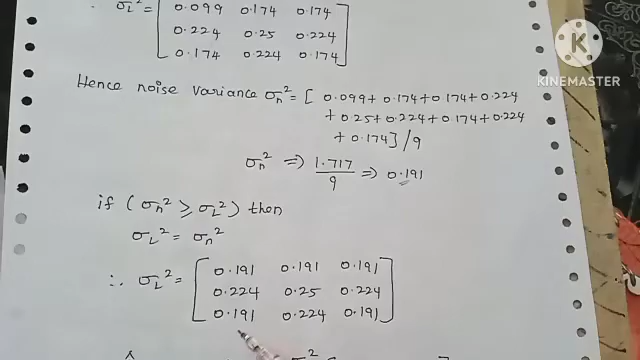 ∴ σL² = [ 0.099 0.174 0.174
0.224 0.25 0.224
0.174 0.224 0.174 ]
Hence noise variance σn² = [ 0.099 + 0.174 + 0.174 + 0.224
+ 0.25 + 0.224 + 0.174 + 0.224
+ 0.174 ] / 9
σn² ⇒ 1.717 / 9 ⇒ 0.191
if (σn² ≥ σL²) then
σL² = σn²
∴ σL² = [ 0.191 0.191 0.191
0.224 0.25 0.224
0.191 0.224 0.191 ]
σ²
KINEMASTER